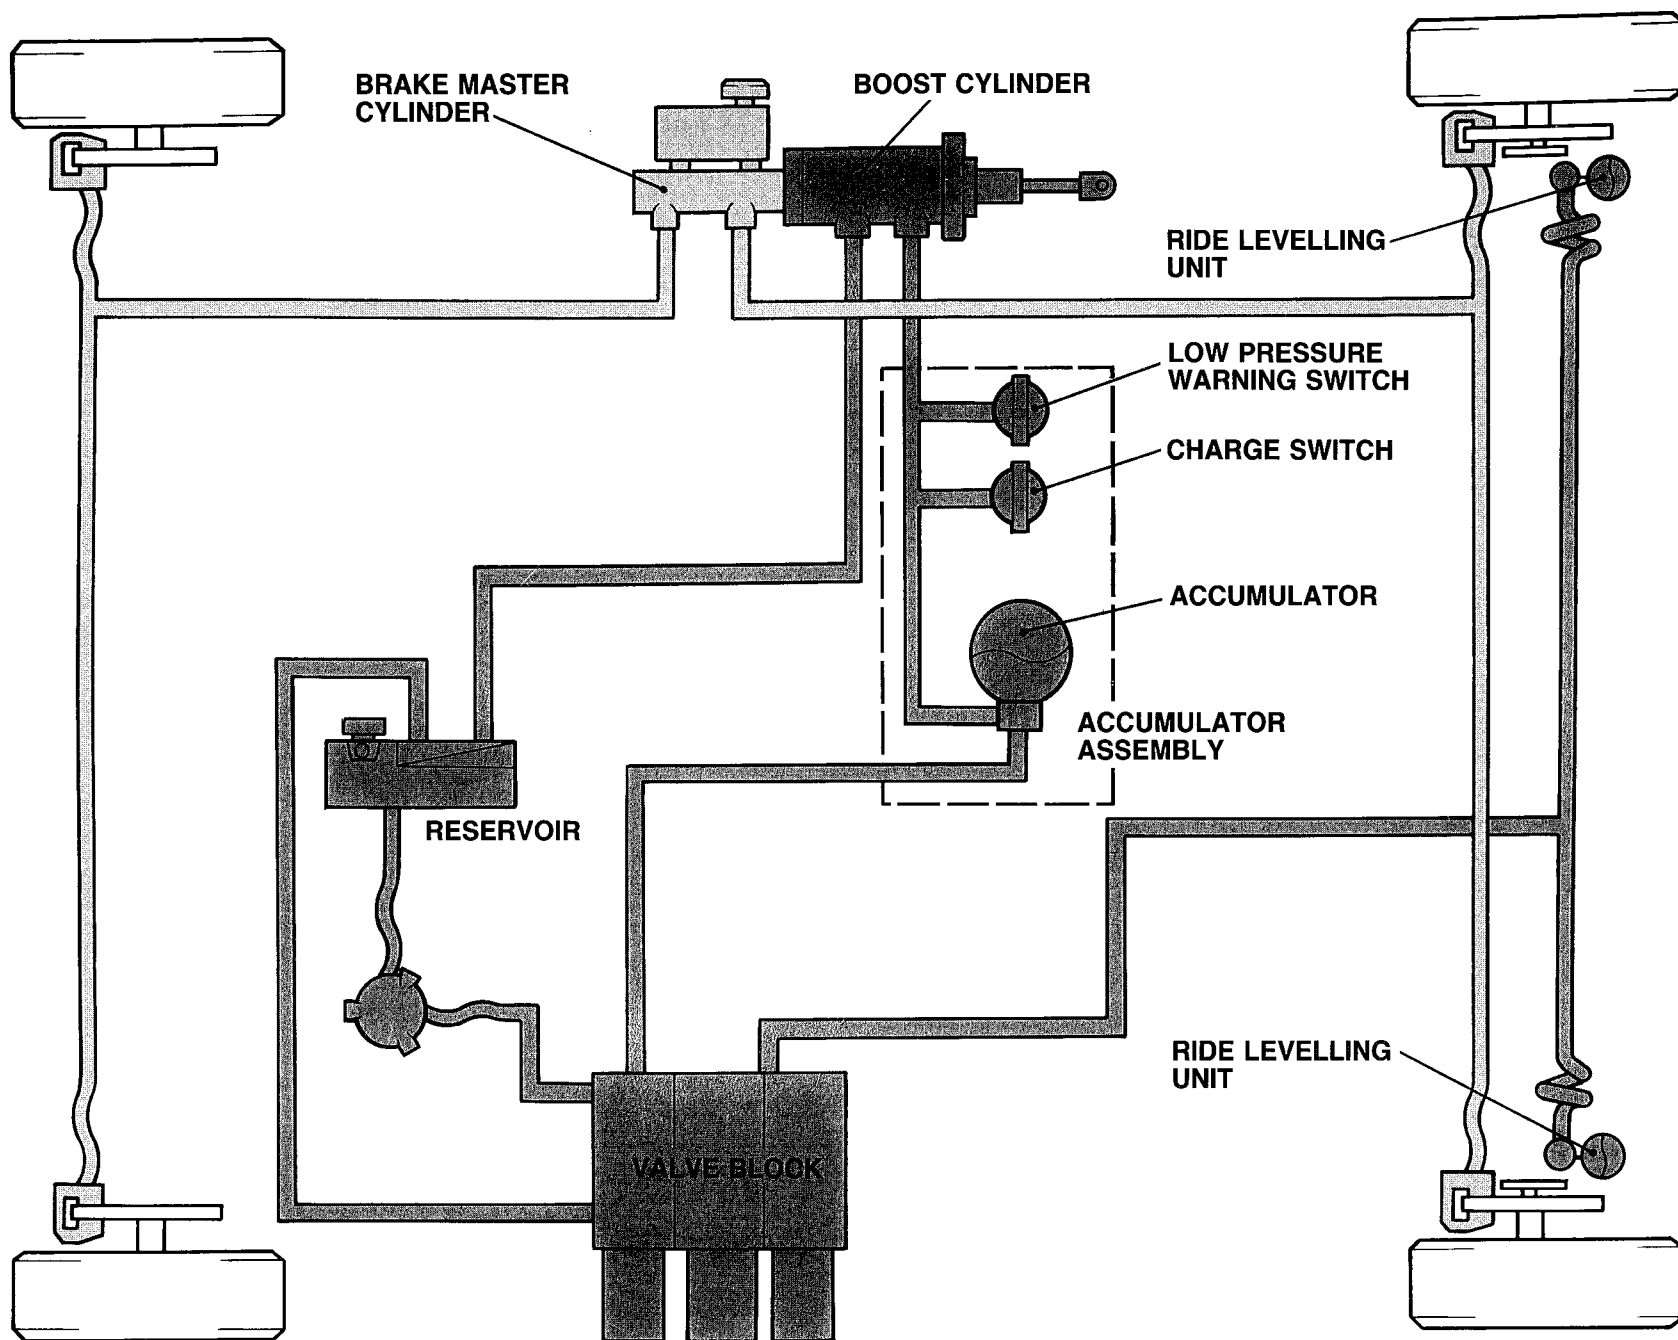 BRAKE MASTER
CYLINDER
BOOST CYLINDER
RIDE LEVELLING
UNIT
LOW PRESSURE
WARNING SWITCH
CHARGE SWITCH
ACCUMULATOR
ACCUMULATOR
ASSEMBLY
RESERVOIR
RIDE LEVELLING
UNIT
VALVE BLOCK